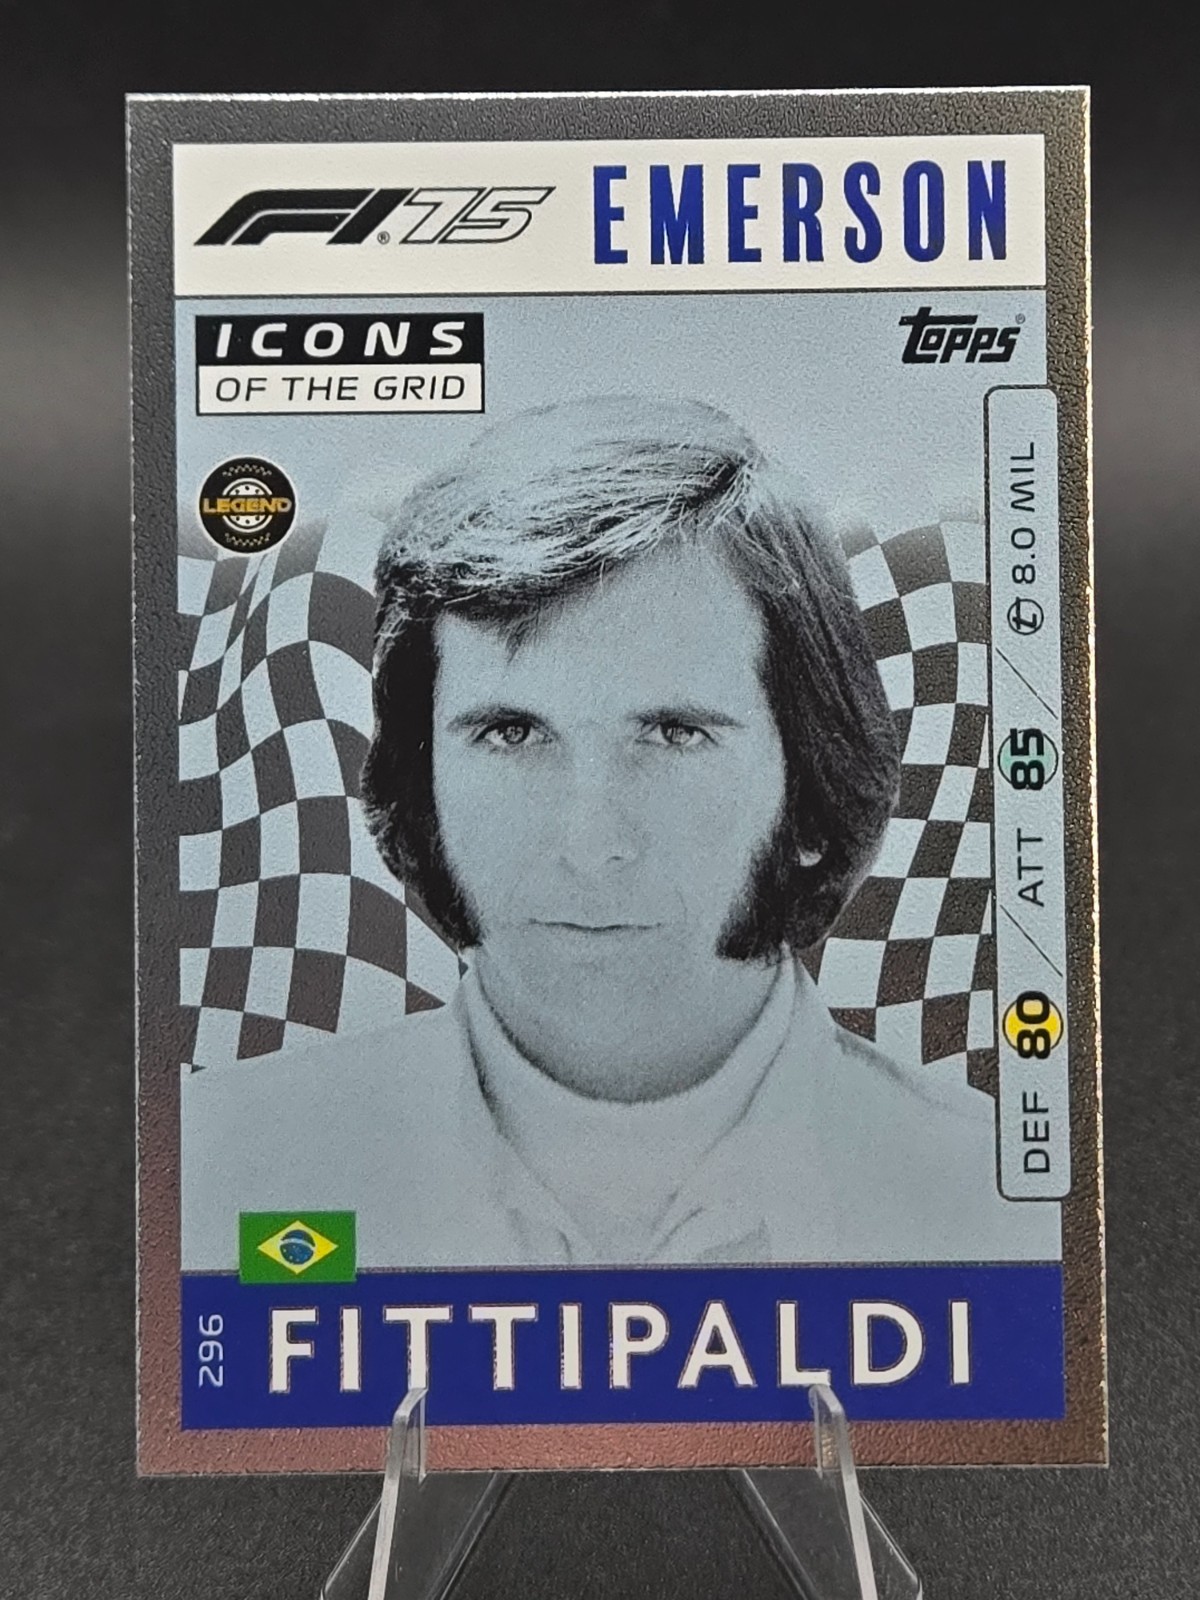 F1® 75
EMERSON
ICONS
OF THE GRID
topps®
LEGEND
DEF 80 / ATT 85 / t 8.0 MIL
296
FITTIPALDI